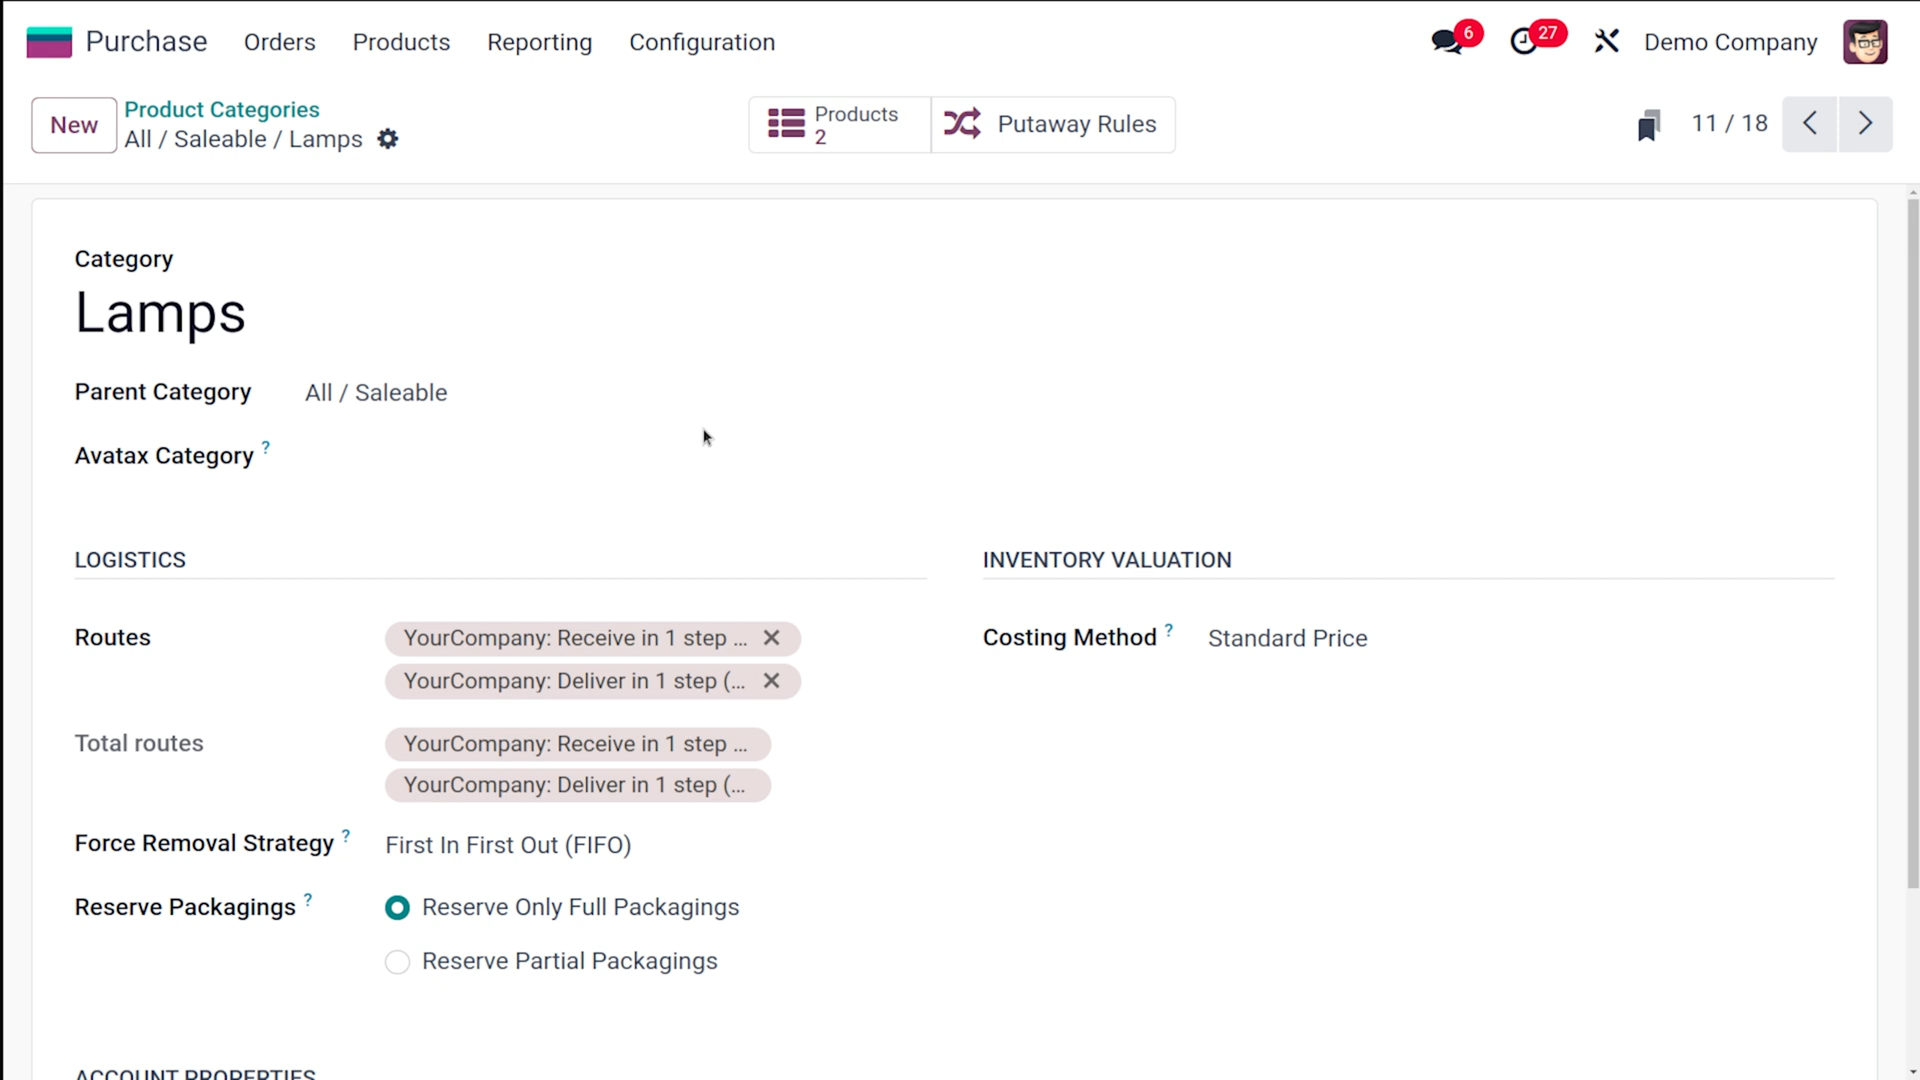 Purchase Orders Products Reporting Configuration 6 27 Demo Company
New Product Categories
All / Saleable / Lamps
Products
2
Putaway Rules
11 / 18
Category
Lamps
Parent Category All / Saleable
Avatax Category ?
LOGISTICS
Routes YourCompany: Receive in 1 step ...
YourCompany: Deliver in 1 step (...
Total routes YourCompany: Receive in 1 step ...
YourCompany: Deliver in 1 step (...
Force Removal Strategy ? First In First Out (FIFO)
Reserve Packagings ? Reserve Only Full Packagings
Reserve Partial Packagings
INVENTORY VALUATION
Costing Method ? Standard Price
ACCOUNT PROPERTIES